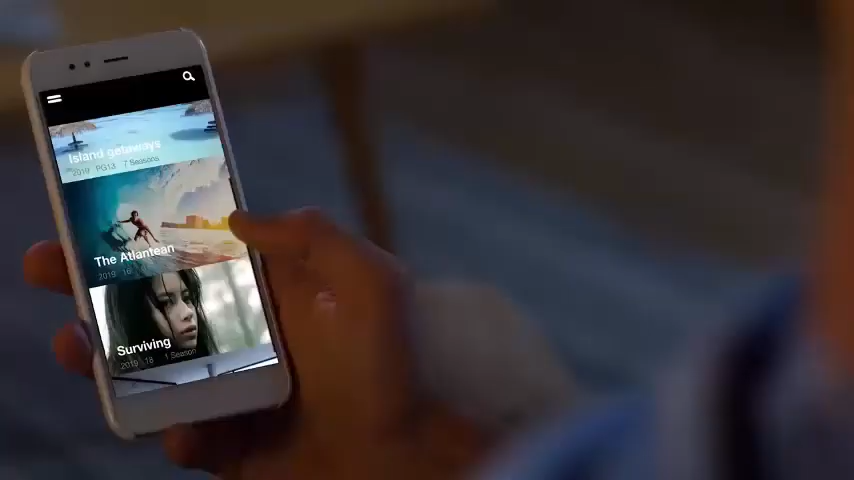 Island getaways
2019 PG13 7 Seasons
The Atlantean
2019 16
Surviving
2019 18 1 Season